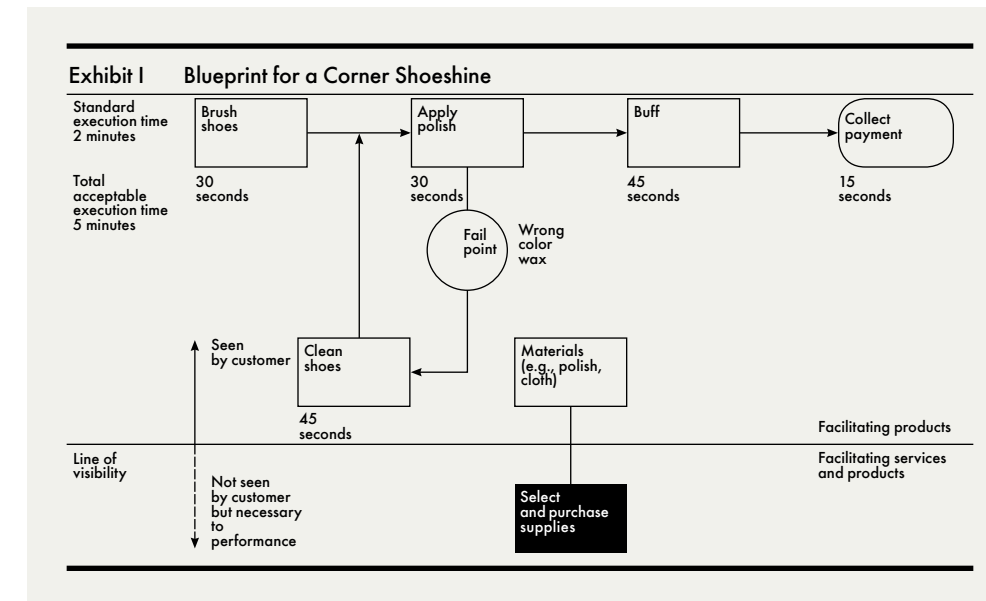 Exhibit I Blueprint for a Corner Shoeshine
Standard
execution time
2 minutes
Brush
shoes
Apply
polish
Buff
Collect
payment
Total
acceptable
execution time
5 minutes
30
seconds
30
seconds
45
seconds
15
seconds
Fail
point
Wrong
color
wax
Seen
by customer
Clean
shoes
Materials
(e.g., polish,
cloth)
45
seconds
Facilitating products
Line of
visibility
Facilitating services
and products
Not seen
by customer
but necessary
to
performance
Select
and purchase
supplies